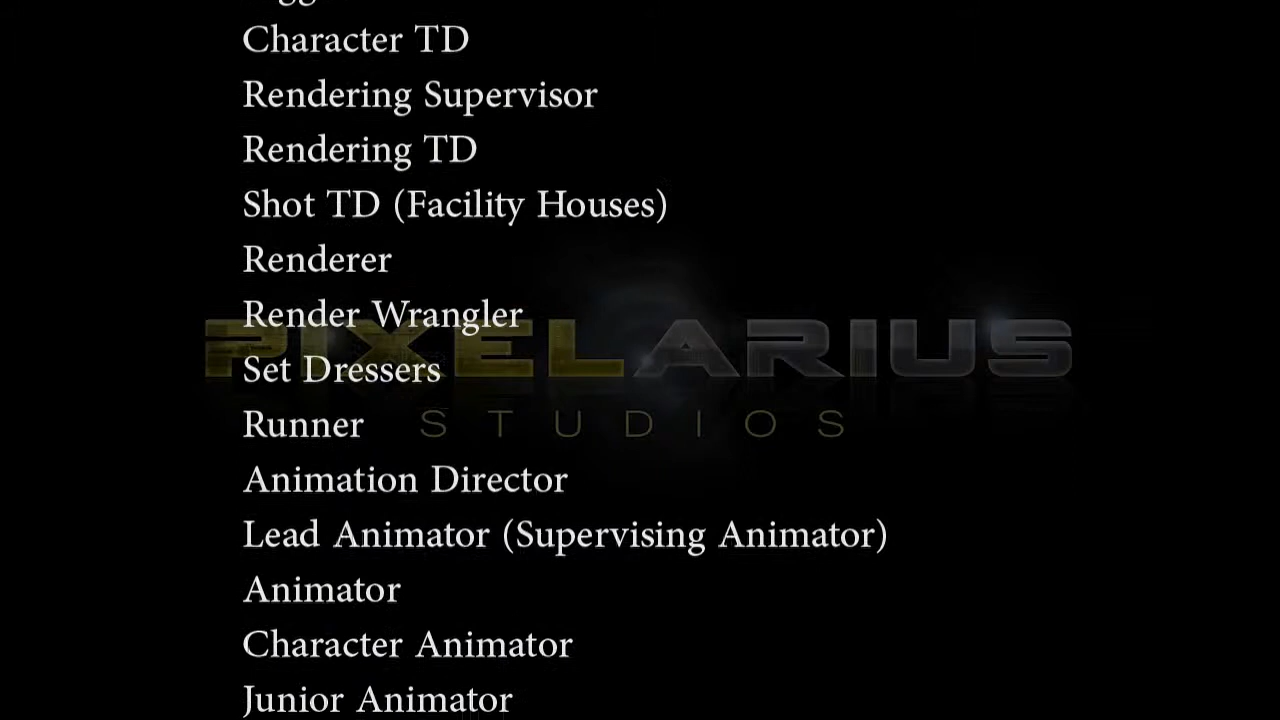 Character TD
Rendering Supervisor
Rendering TD
Shot TD (Facility Houses)
Renderer
Render Wrangler
PIXELARIUS
Set Dressers
Runner
STUDIOS
Animation Director
Lead Animator (Supervising Animator)
Animator
Character Animator
Junior Animator